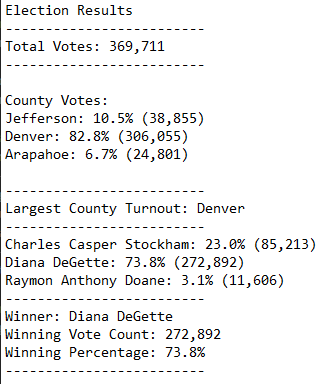 Election Results
-------------------------
Total Votes: 369,711
-------------------------
County Votes:
Jefferson: 10.5% (38,855)
Denver: 82.8% (306,055)
Arapahoe: 6.7% (24,801)
-------------------------
Largest County Turnout: Denver
-------------------------
Charles Casper Stockham: 23.0% (85,213)
Diana DeGette: 73.8% (272,892)
Raymon Anthony Doane: 3.1% (11,606)
-------------------------
Winner: Diana DeGette
Winning Vote Count: 272,892
Winning Percentage: 73.8%
-------------------------